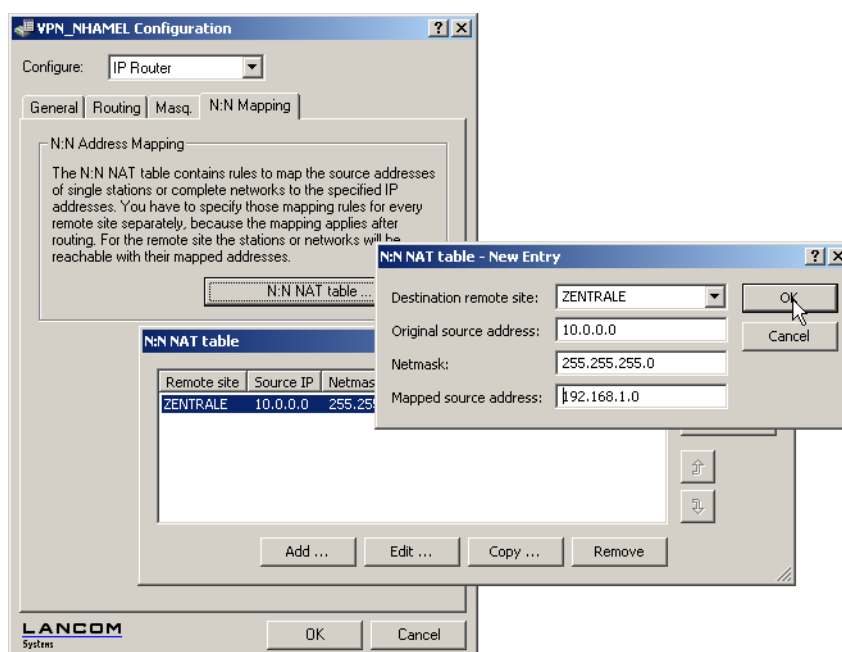 VPN_NHAMEL Configuration
Configure: IP Router
General Routing Masq. N:N Mapping
N:N Address Mapping
The N:N NAT table contains rules to map the source addresses
of single stations or complete networks to the specified IP
addresses. You have to specify those mapping rules for every
remote site separately, because the mapping applies after
routing. For the remote site the stations or networks will be
reachable with their mapped addresses.
N:N NAT table ...
N:N NAT table - New Entry
Destination remote site: ZENTRALE
OK
Original source address: 10.0.0.0
Cancel
Netmask: 255.255.255.0
Mapped source address: 192.168.1.0
N:N NAT table
Remote site Source IP
ZENTRALE 10.0.0.0
Add ... Edit ... Copy ... Remove
LANCOM
Systems
OK Cancel